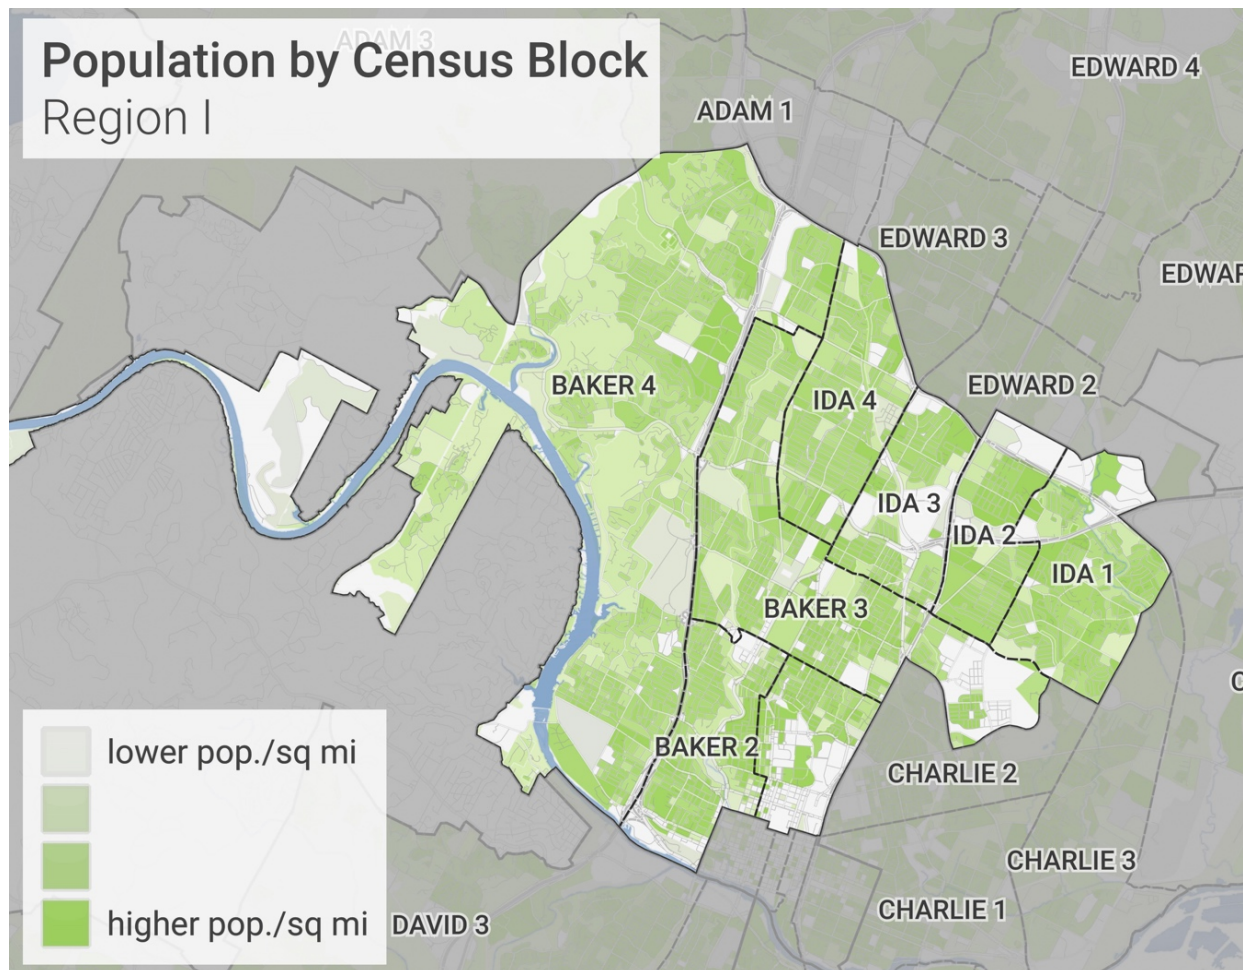 ADAM 3
Population by Census Block
Region I
EDWARD 4
ADAM 1
EDWARD 3
EDWAR
BAKER 4
EDWARD 2
IDA 4
IDA 3
IDA 2
IDA 1
BAKER 3
C
BAKER 2
lower pop./sq mi
CHARLIE 2
CHARLIE 3
higher pop./sq mi
DAVID 3
CHARLIE 1